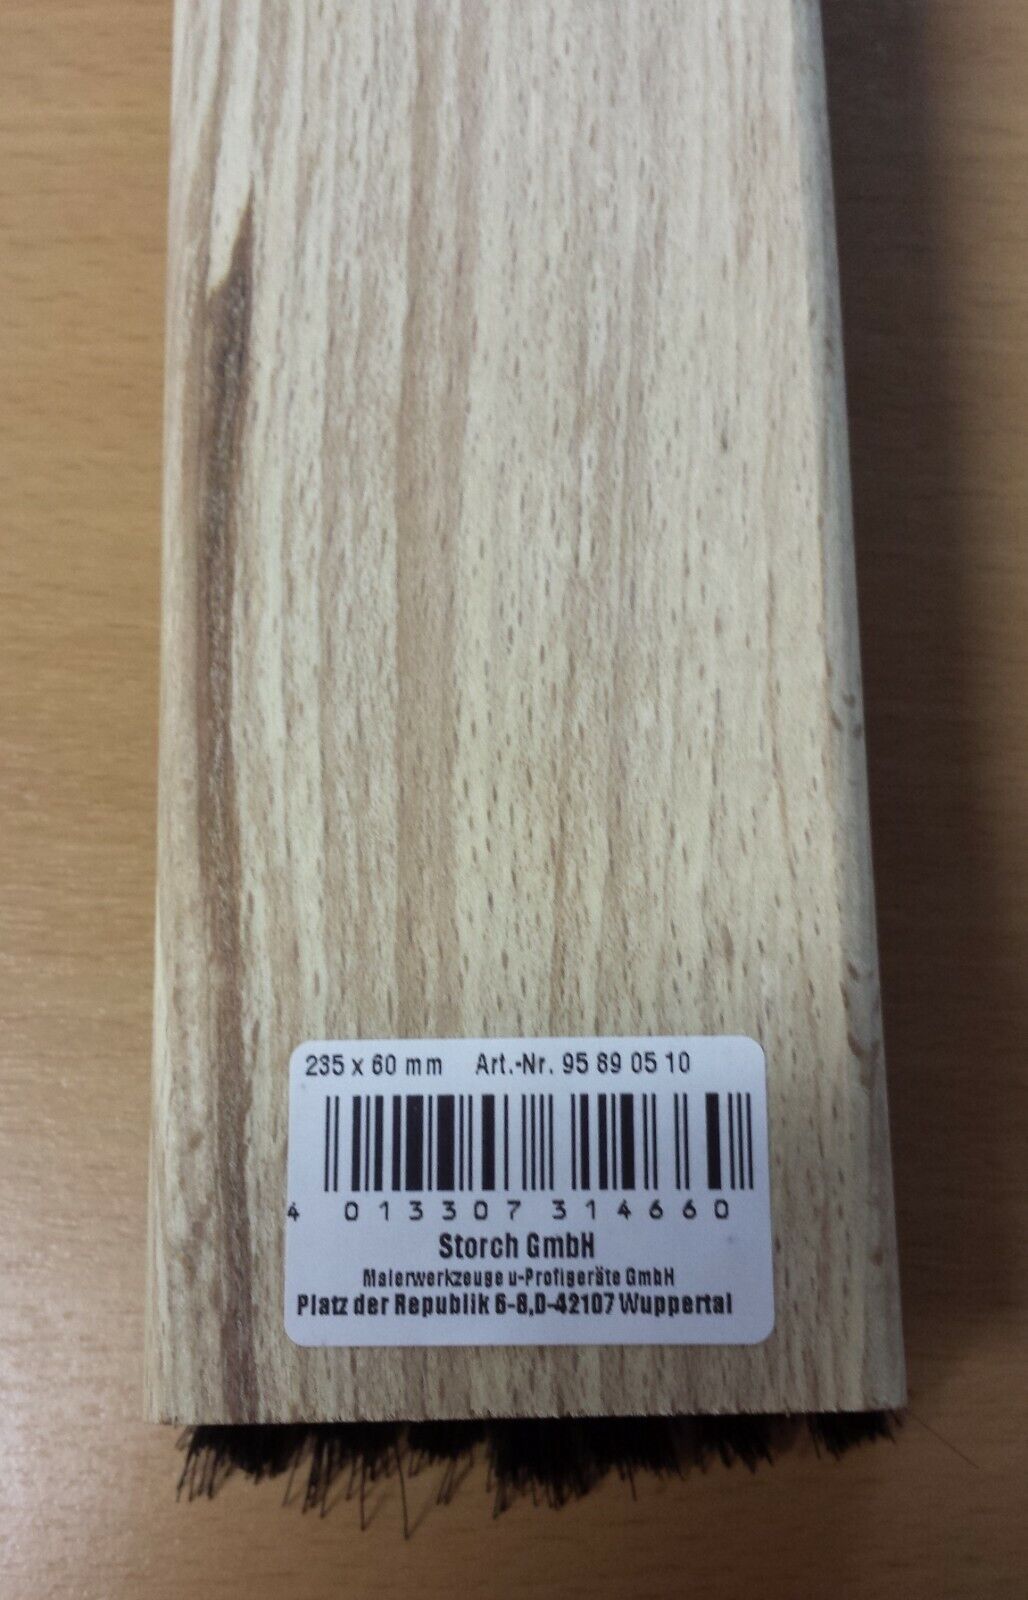 235 x 60 mm Art.-Nr. 95 89 05 10
4 013307 314660
Storch GmbH
Malerwerkzeuge u-Profigeräte GmbH
Platz der Republik 6-8,D-42107 Wuppertal